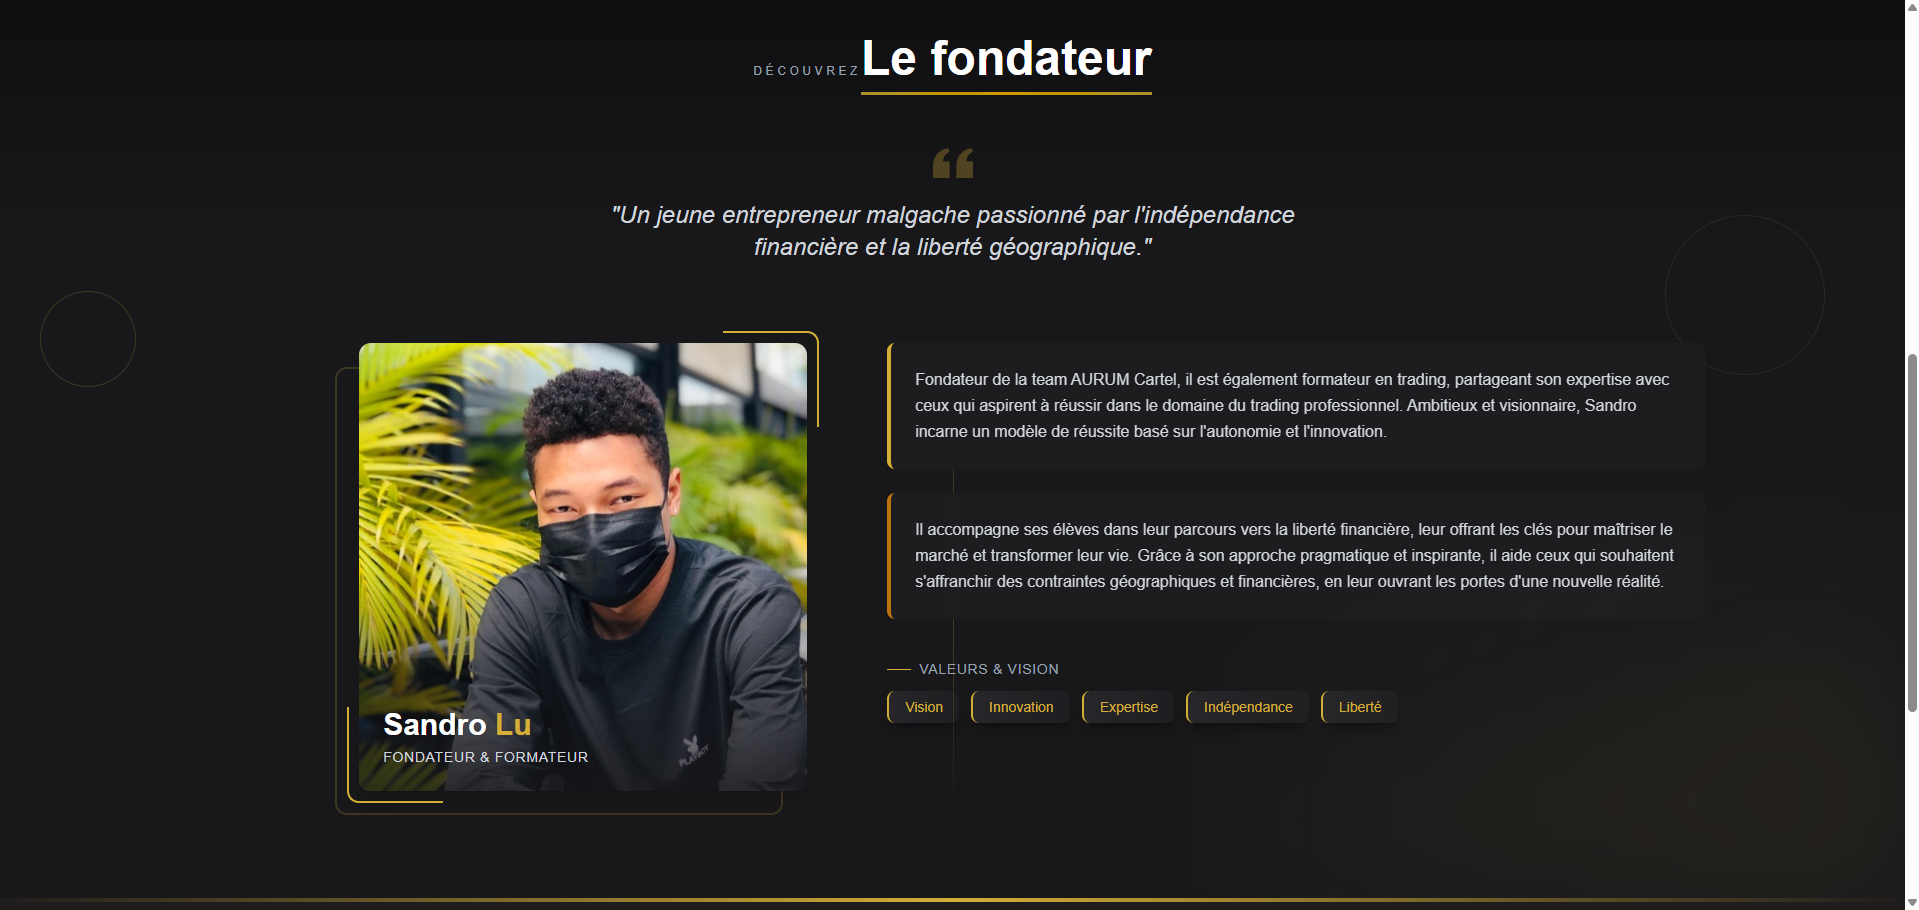 DÉCOUVREZ Le fondateur
"Un jeune entrepreneur malgache passionné par l'indépendance
financière et la liberté géographique."
Sandro Lu
FONDATEUR & FORMATEUR
PLAYBOY
Fondateur de la team AURUM Cartel, il est également formateur en trading, partageant son expertise avec
ceux qui aspirent à réussir dans le domaine du trading professionnel. Ambitieux et visionnaire, Sandro
incarne un modèle de réussite basé sur l'autonomie et l'innovation.
Il accompagne ses élèves dans leur parcours vers la liberté financière, leur offrant les clés pour maîtriser le
marché et transformer leur vie. Grâce à son approche pragmatique et inspirante, il aide ceux qui souhaitent
s'affranchir des contraintes géographiques et financières, en leur ouvrant les portes d'une nouvelle réalité.
VALEURS & VISION
Vision Innovation Expertise Indépendance Liberté